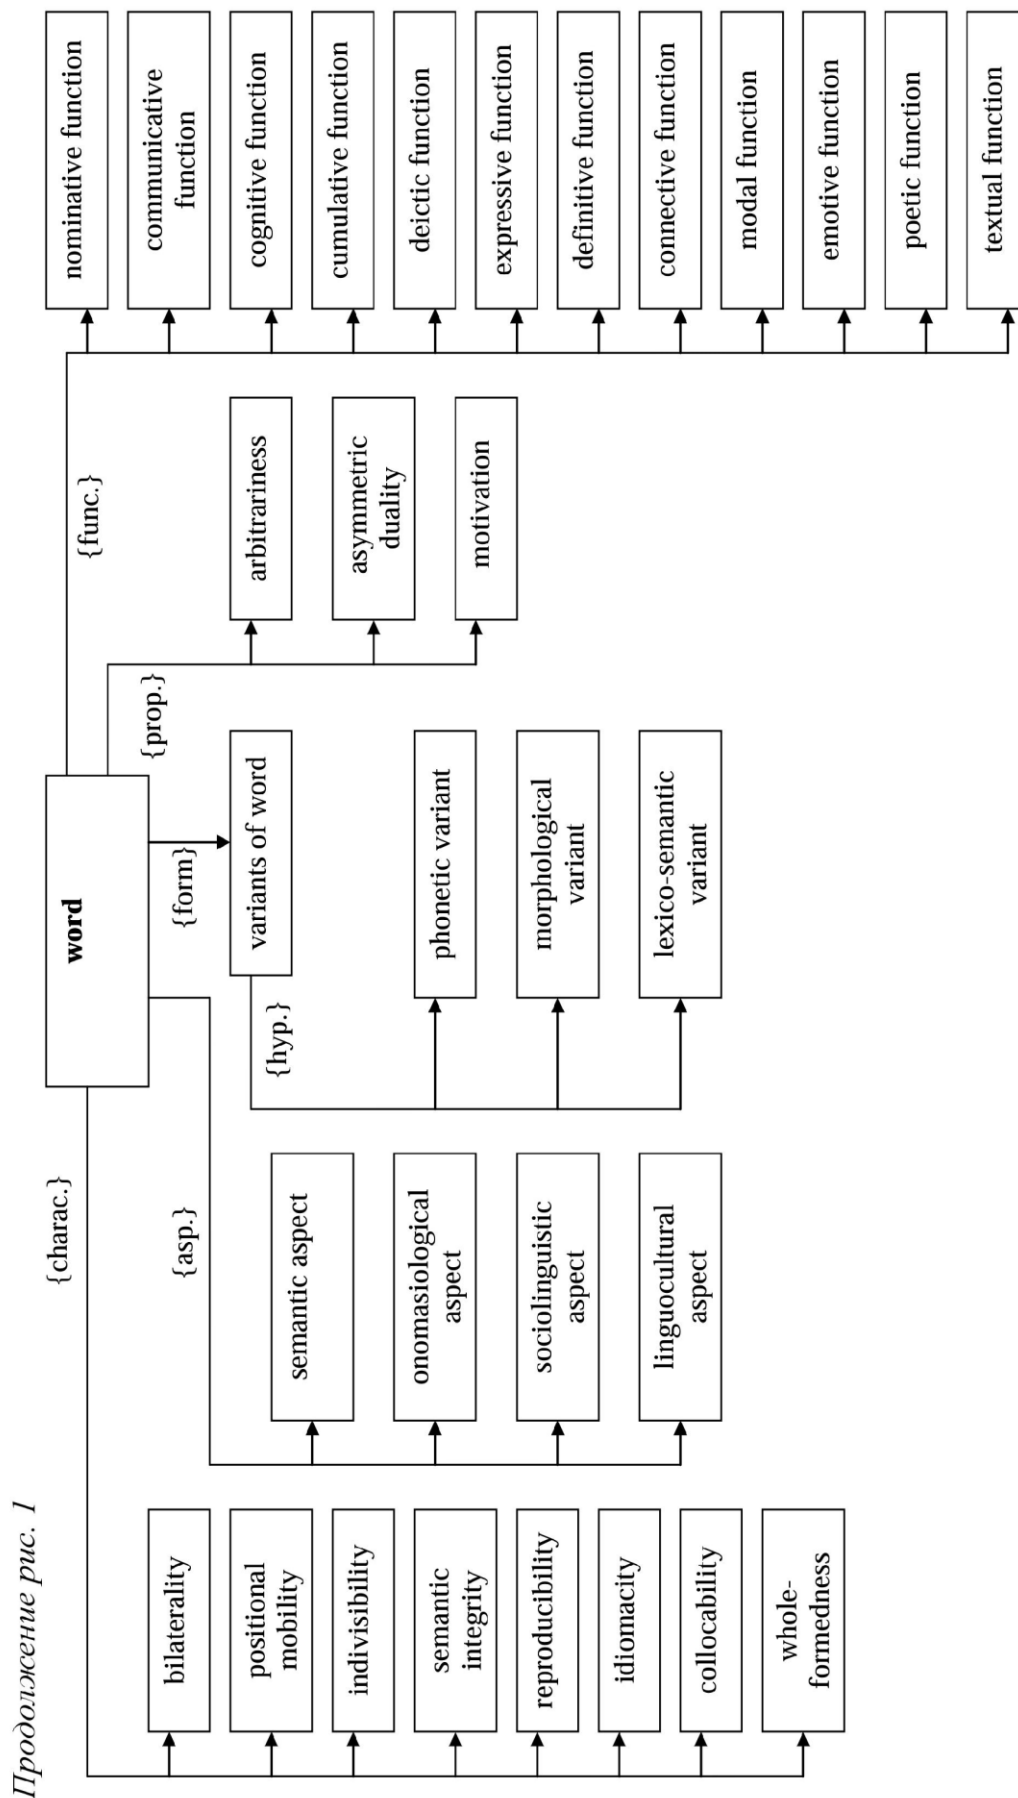 Продолжение рис. 1
word
{charac.}
bilaterality
positional
mobility
indivisibility
semantic
integrity
reproducibility
idiomacity
collocability
whole-
formedness
{asp.}
semantic aspect
onomasiological
aspect
sociolinguistic
aspect
linguocultural
aspect
{form}
variants of word
{hyp.}
phonetic variant
morphological
variant
lexico-semantic
variant
{prop.}
arbitrariness
asymmetric
duality
motivation
{func.}
nominative function
communicative
function
cognitive function
cumulative function
deictic function
expressive function
definitive function
connective function
modal function
emotive function
poetic function
textual function